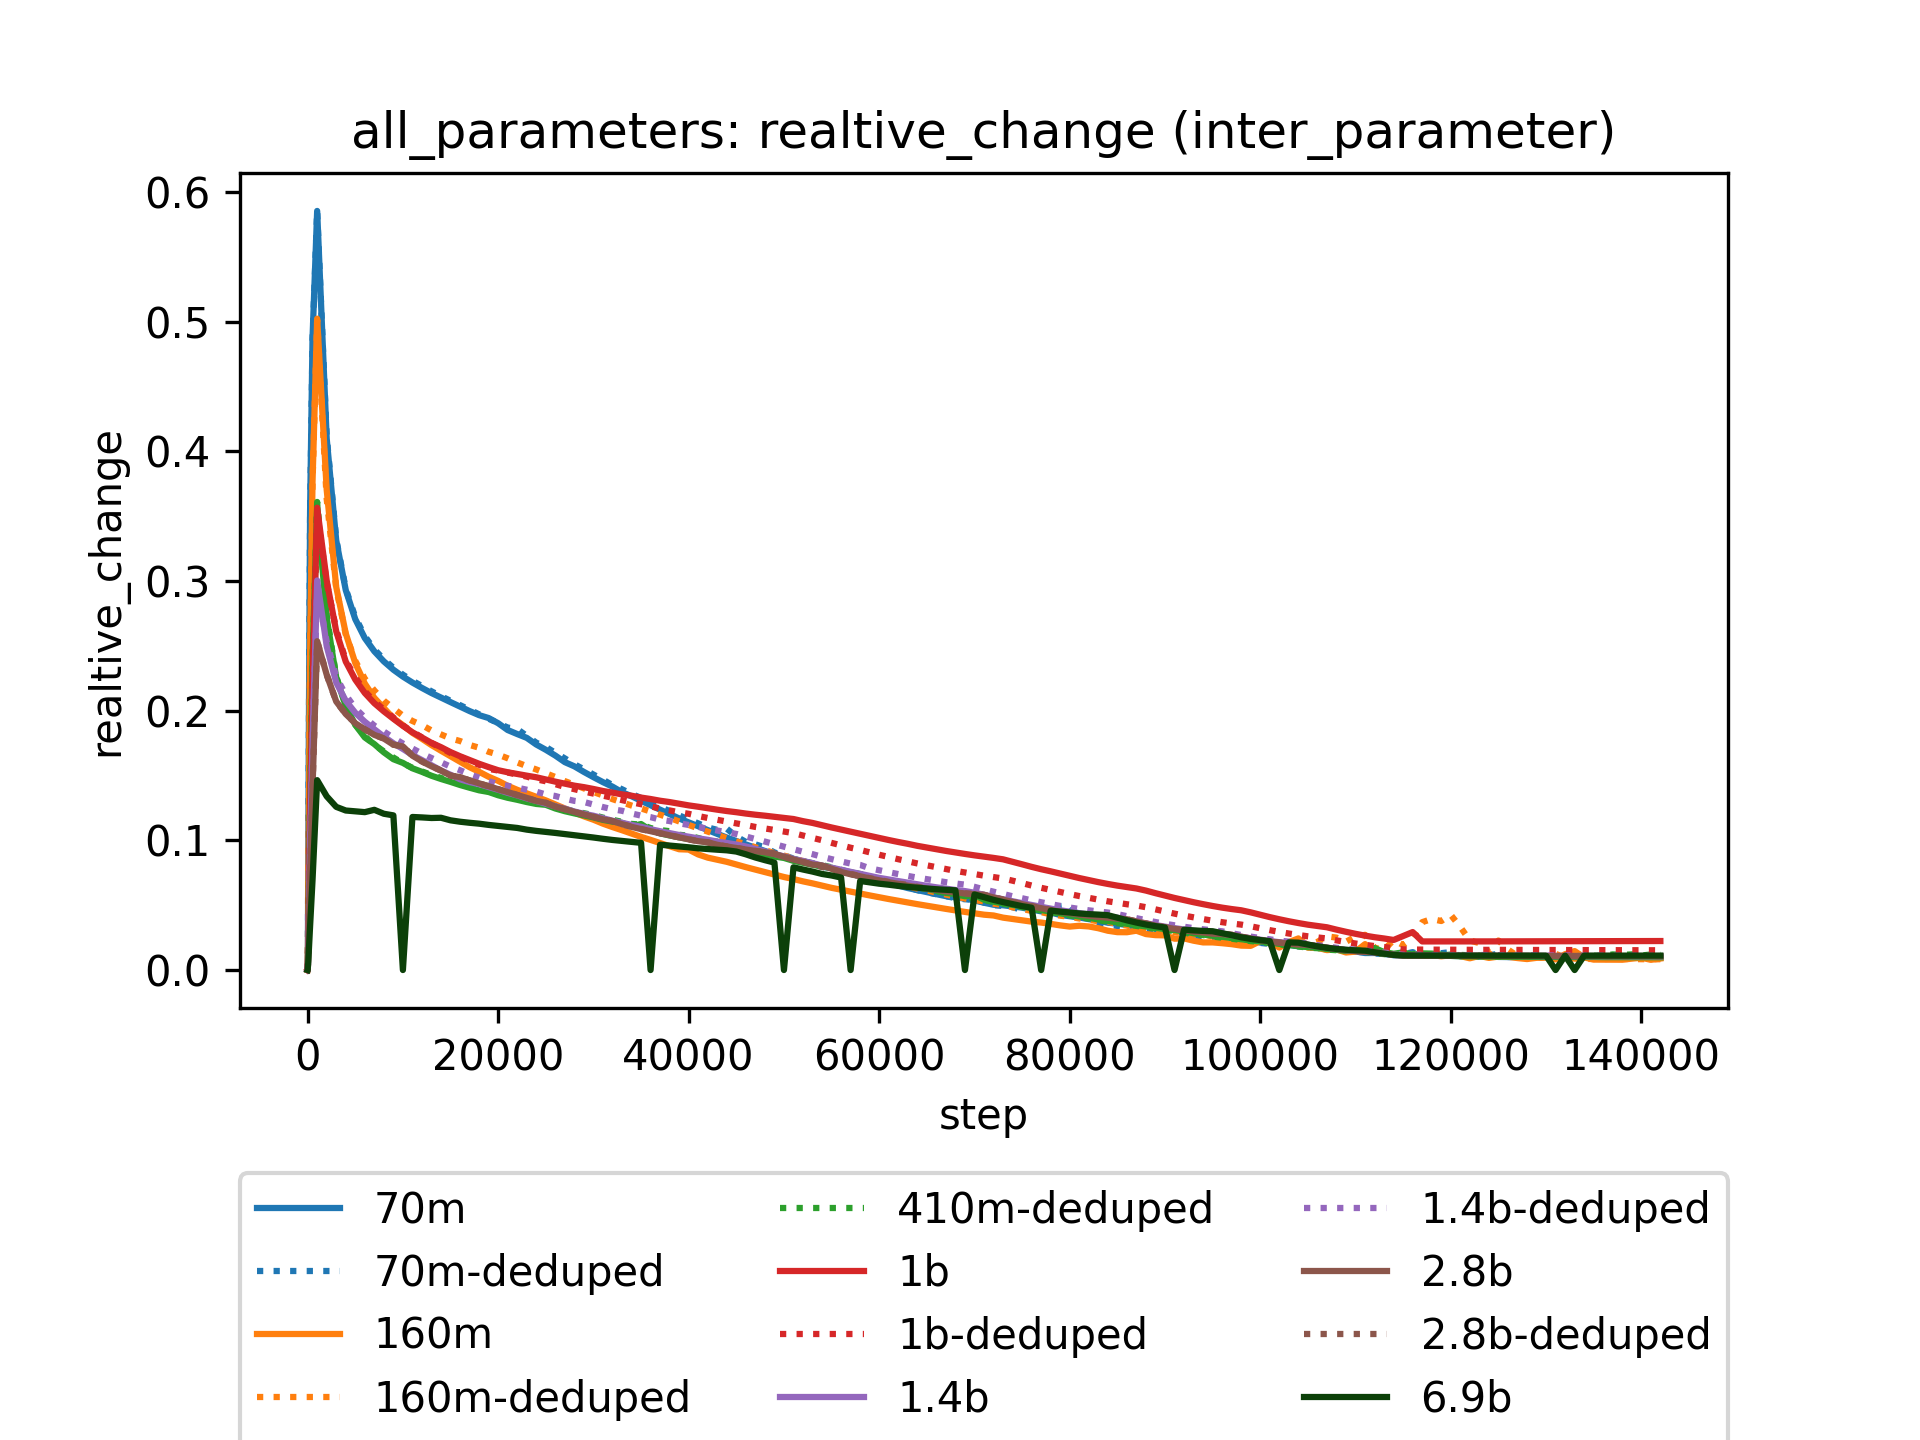 all_parameters: realtive_change (inter_parameter)
realtive_change
0.6
0.5
0.4
0.3
0.2
0.1
0.0
0 20000 40000 60000 80000 100000 120000 140000
step
70m
70m-deduped
160m
160m-deduped
410m-deduped
1b
1b-deduped
1.4b
1.4b-deduped
2.8b
2.8b-deduped
6.9b